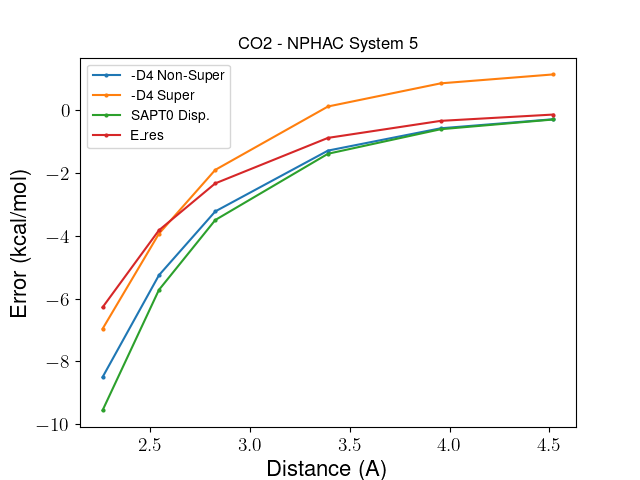 CO2 - NPHAC System 5
-D4 Non-Super
-D4 Super
SAPT0 Disp.
E_res
0
−2
−4
−6
−8
−10
Error (kcal/mol)
2.5 3.0 3.5 4.0 4.5
Distance (A)